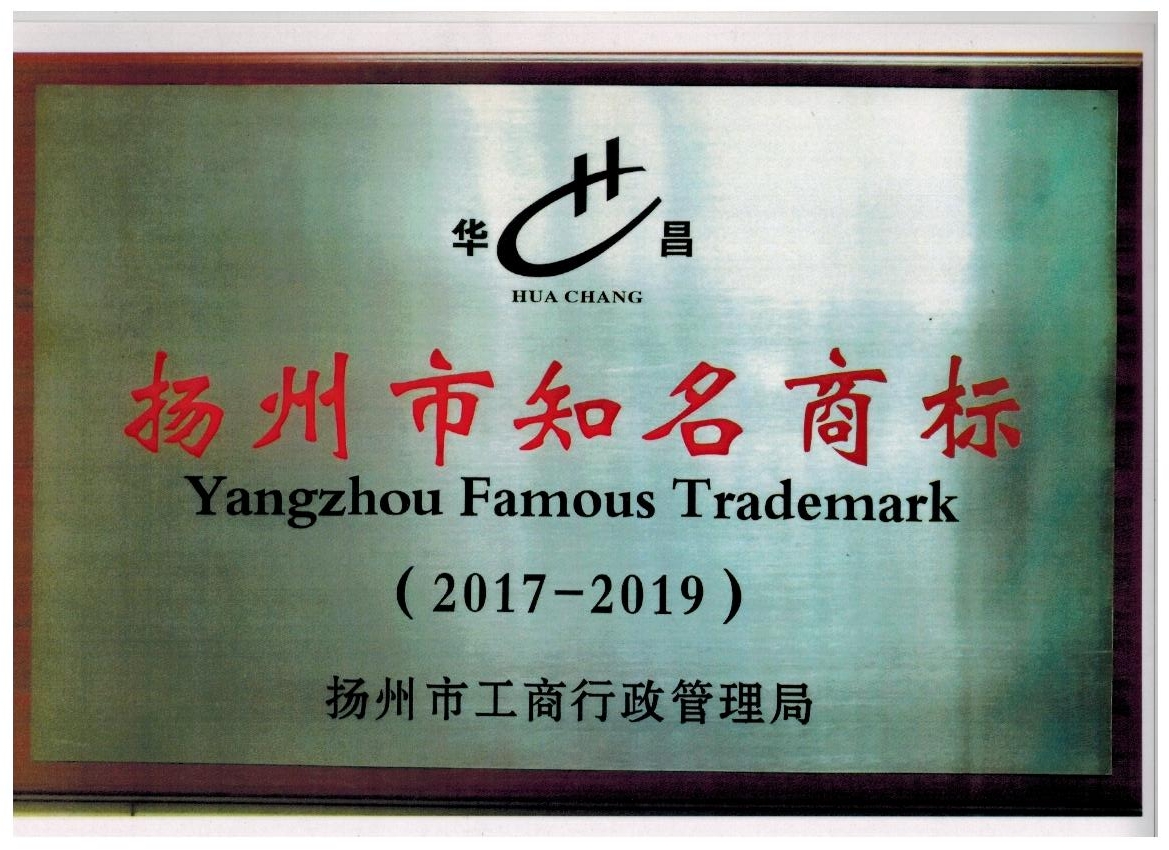 华 昌
HUA CHANG
扬州市知名商标
Yangzhou Famous Trademark
(2017-2019)
扬州市工商行政管理局